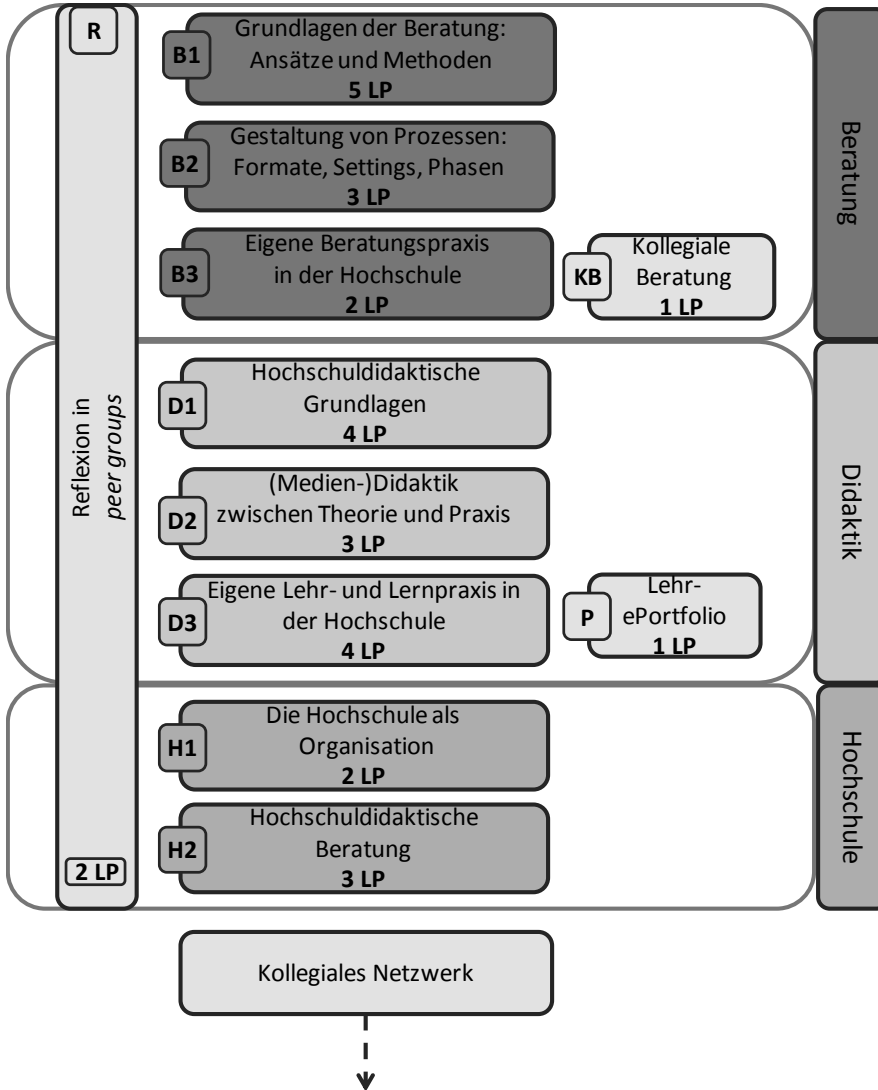 R
Reflexion in
peer groups
2 LP
B1
Grundlagen der Beratung:
Ansätze und Methoden
5 LP
B2
Gestaltung von Prozessen:
Formate, Settings, Phasen
3 LP
B3
Eigene Beratungspraxis
in der Hochschule
2 LP
KB
Kollegiale
Beratung
1 LP
Beratung
D1
Hochschuldidaktische
Grundlagen
4 LP
D2
(Medien-)Didaktik
zwischen Theorie und Praxis
3 LP
D3
Eigene Lehr- und Lernpraxis in
der Hochschule
4 LP
P
Lehr-
ePortfolio
1 LP
Didaktik
H1
Die Hochschule als
Organisation
2 LP
H2
Hochschuldidaktische
Beratung
3 LP
Hochschule
Kollegiales Netzwerk